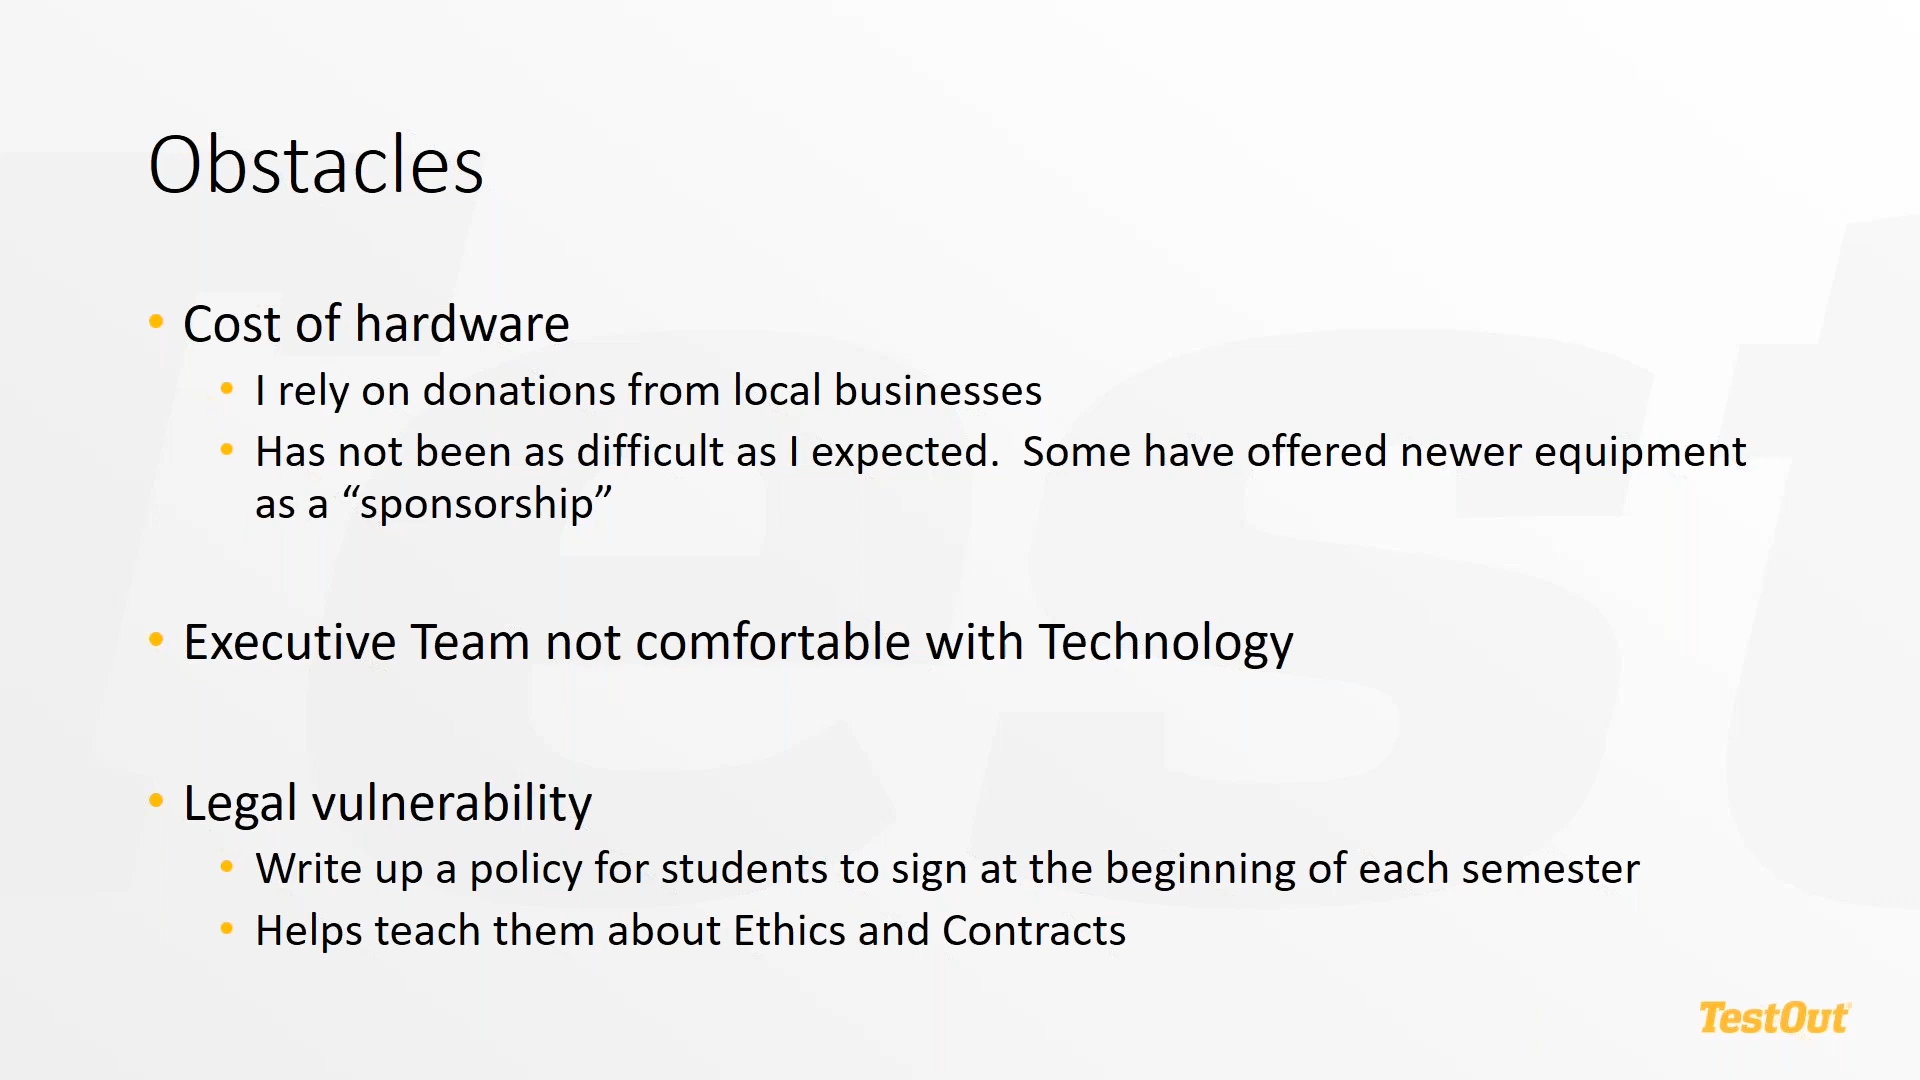 Obstacles
• Cost of hardware
• I rely on donations from local businesses
• Has not been as difficult as I expected.  Some have offered newer equipment
as a “sponsorship”
• Executive Team not comfortable with Technology
• Legal vulnerability
• Write up a policy for students to sign at the beginning of each semester
• Helps teach them about Ethics and Contracts
TestOut